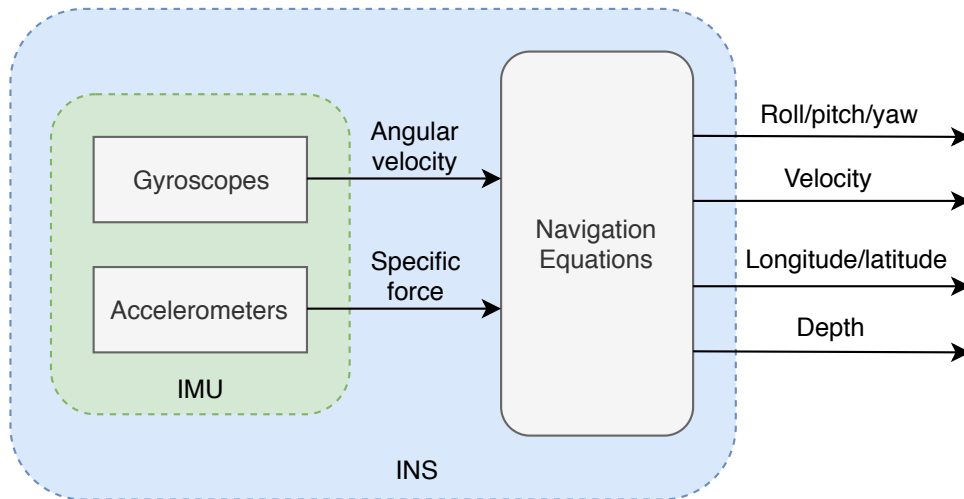 Gyroscopes
Accelerometers
IMU
Angular
velocity
Specific
force
Navigation
Equations
INS
Roll/pitch/yaw
Velocity
Longitude/latitude
Depth